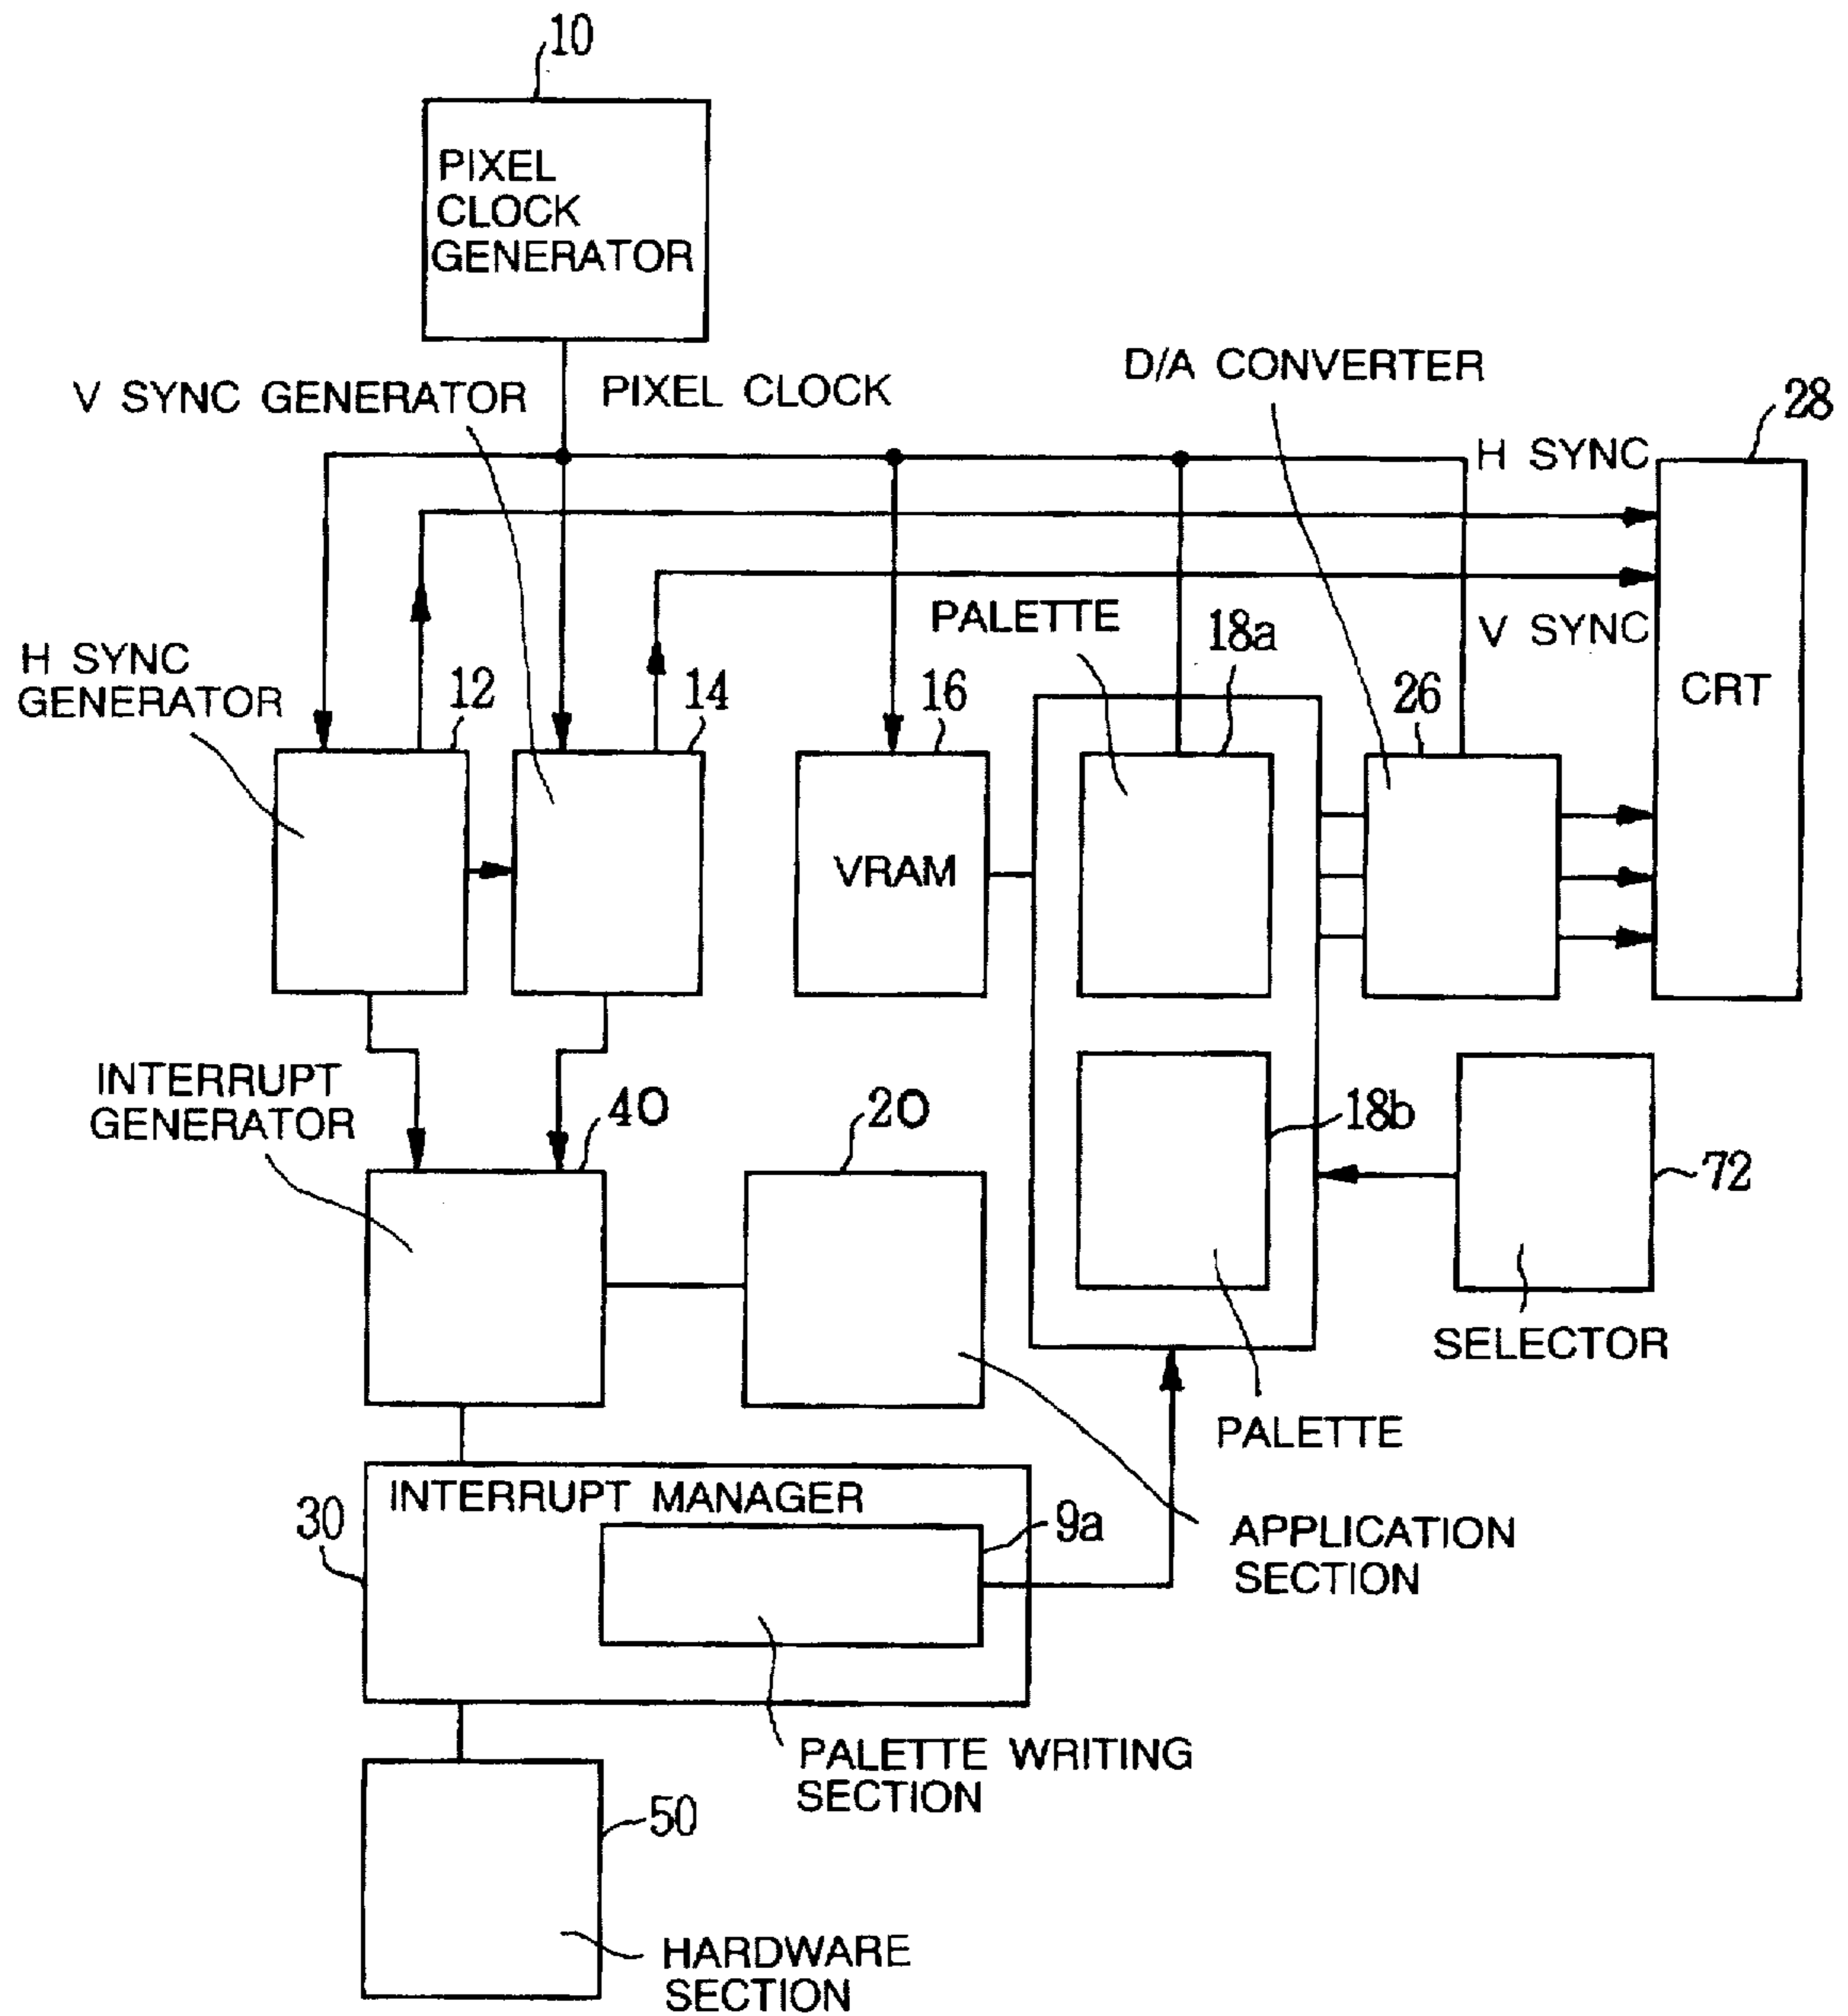 10
PIXEL
CLOCK
GENERATOR
D/A CONVERTER
V SYNC GENERATOR
PIXEL CLOCK
28
H SYNC
PALETTE
18a
V SYNC
H SYNC
GENERATOR
12
14
16
26
CRT
VRAM
INTERRUPT
GENERATOR
40
20
18b
72
SELECTOR
PALETTE
INTERRUPT MANAGER
30
9a
APPLICATION
SECTION
PALETTE WRITING
SECTION
50
HARDWARE
SECTION